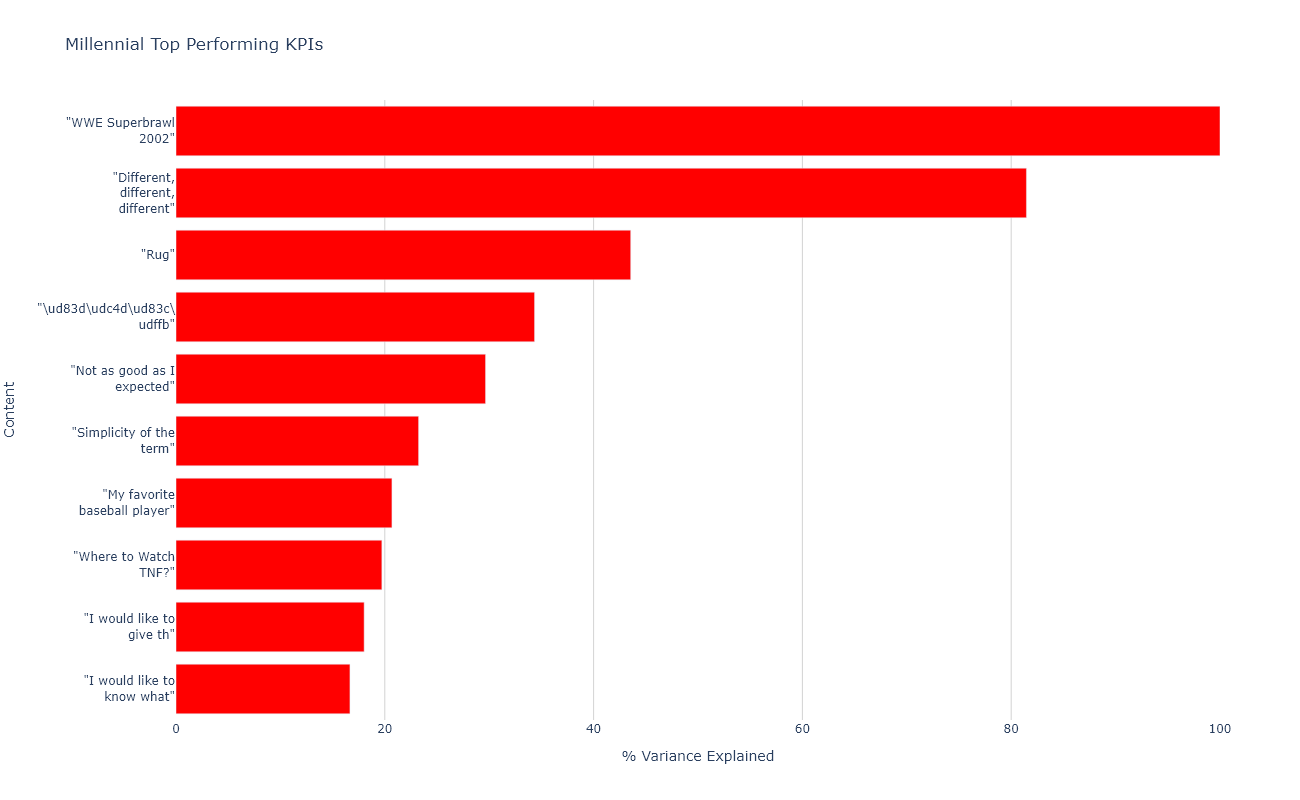 Millennial Top Performing KPIs
"WWE Superbrawl
2002"
"Different,
different,
different"
"Rug"
"\ud83d\udc4d\ud83c\
udffb"
"Not as good as I
expected"
"Simplicity of the
term"
"My favorite
baseball player"
"Where to Watch
TNF?"
"I would like to
give th"
"I would like to
know what"
Content
0 20 40 60 80 100
% Variance Explained